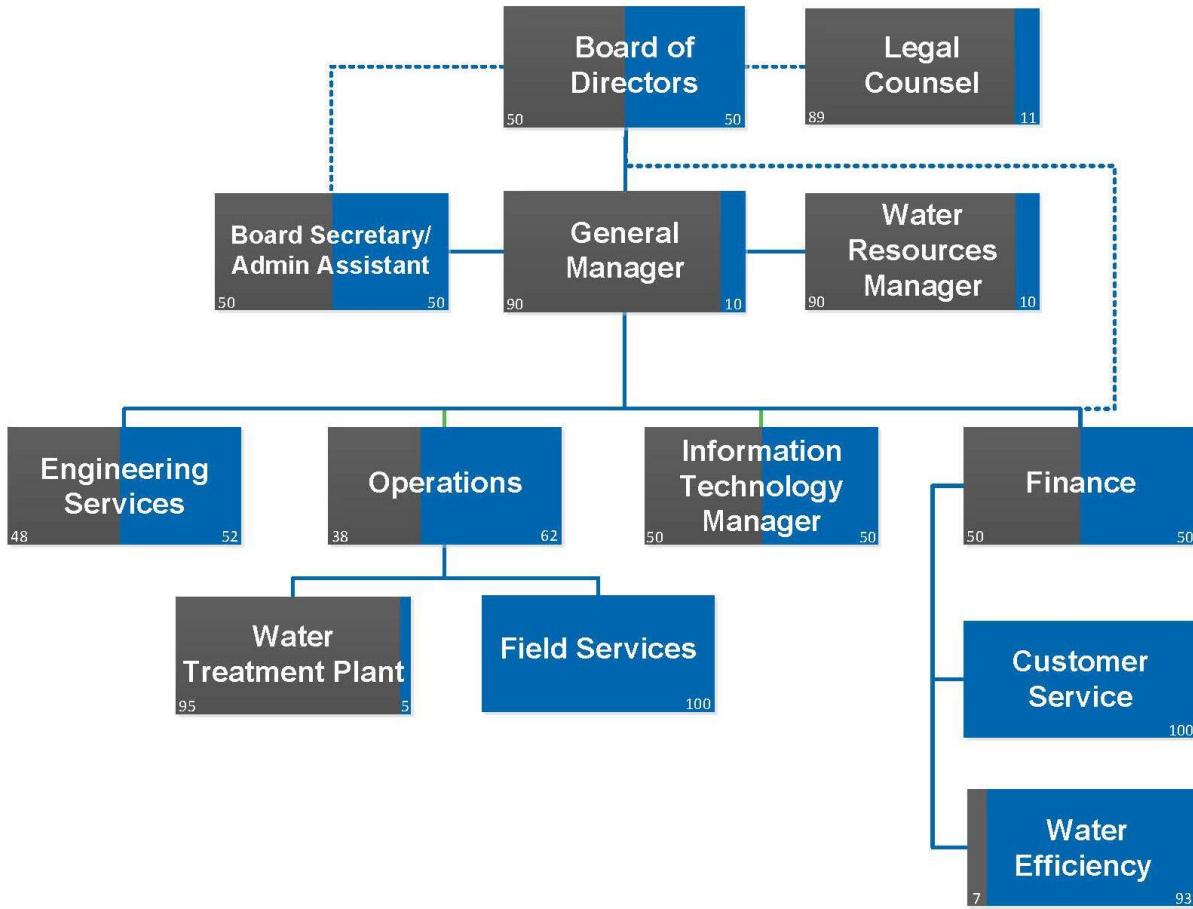 Board of
Directors
50
50
Legal
Counsel
89
11
Board Secretary/
Admin Assistant
50
50
General
Manager
90
10
Water
Resources
Manager
90
10
Engineering
Services
48
52
Operations
38
62
Information
Technology
Manager
50
50
Finance
50
50
Water
Treatment Plant
95
5
Field Services
100
Customer
Service
100
Water
Efficiency
7
93